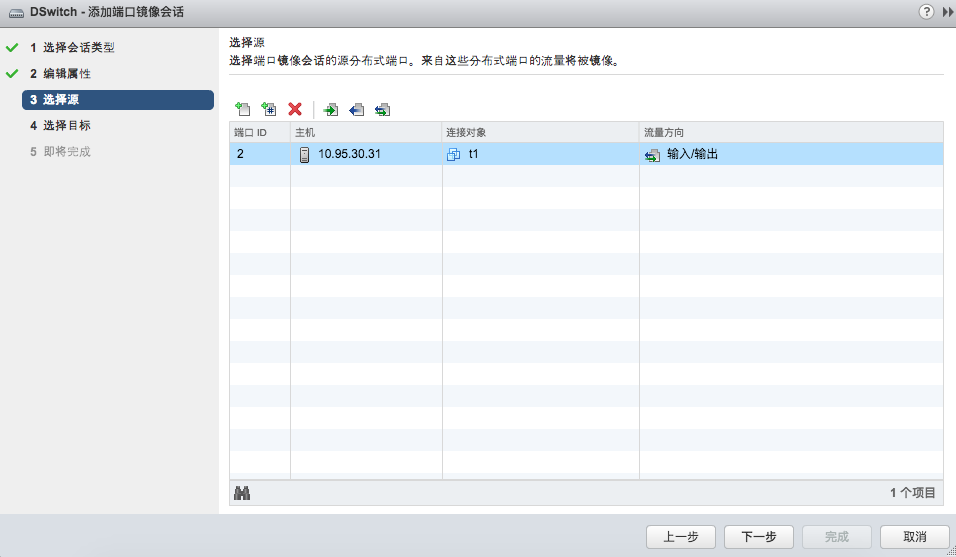 DSwitch - 添加端口镜像会话
?
1 选择会话类型
2 编辑属性
3 选择源
4 选择目标
5 即将完成
选择源
选择端口镜像会话的源分布式端口。来自这些分布式端口的流量将被镜像。
端口 ID 主机 连接对象 流量方向
2 10.95.30.31 t1 输入/输出
1 个项目
上一步 下一步 完成 取消